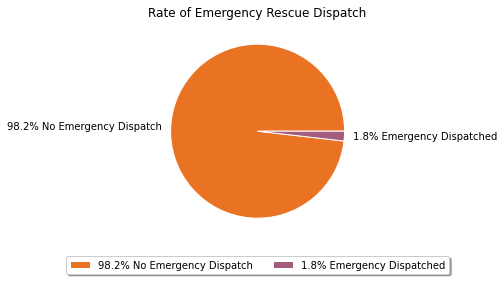 Rate of Emergency Rescue Dispatch
98.2% No Emergency Dispatch
1.8% Emergency Dispatched
98.2% No Emergency Dispatch
1.8% Emergency Dispatched